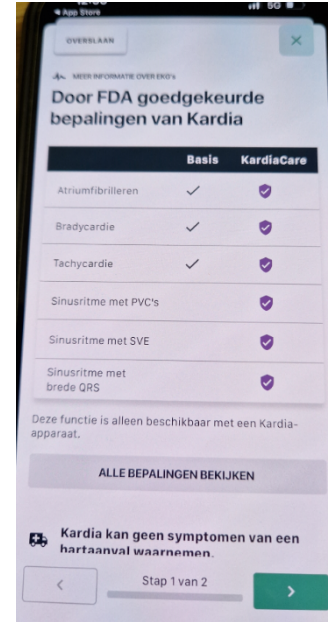 App Store
5G
OVERSLAAN
MEER INFORMATIE OVER EKG's
Door FDA goedgekeurde
bepalingen van Kardia
Basis KardiaCare
Atriumfibrilleren
Bradycardie
Tachycardie
Sinusritme met PVC's
Sinusritme met SVE
Sinusritme met
brede QRS
Deze functie is alleen beschikbaar met een Kardia-
apparaat.
ALLE BEPALINGEN BEKIJKEN
Kardia kan geen symptomen van een
hartaanval waarnemen.
Stap 1 van 2